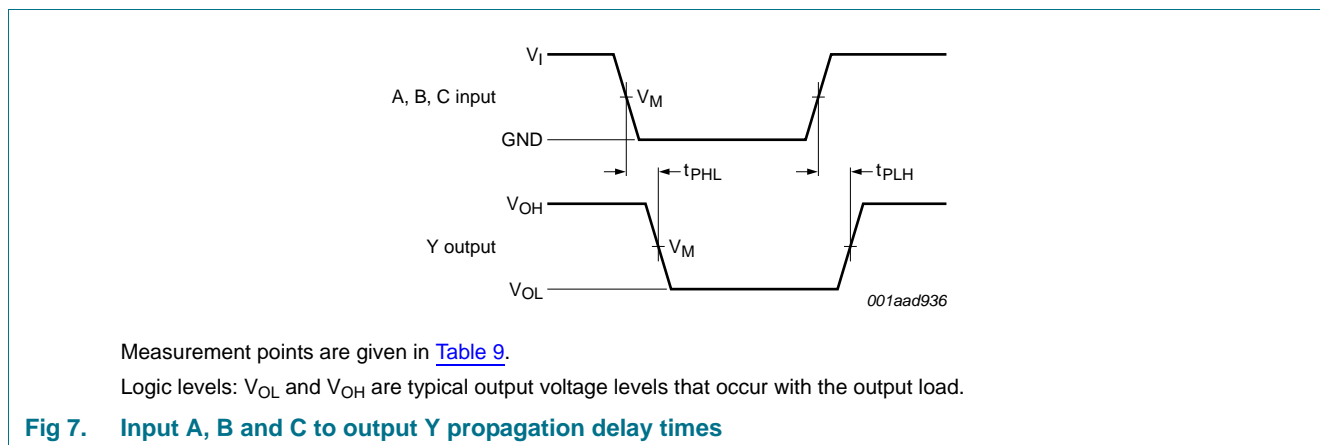 VI
A, B, C input
VM
GND
tPHL
tPLH
VOH
Y output
VM
VOL
001aad936
Measurement points are given in Table 9.
Logic levels: VOL and VOH are typical output voltage levels that occur with the output load.
Fig 7. Input A, B and C to output Y propagation delay times